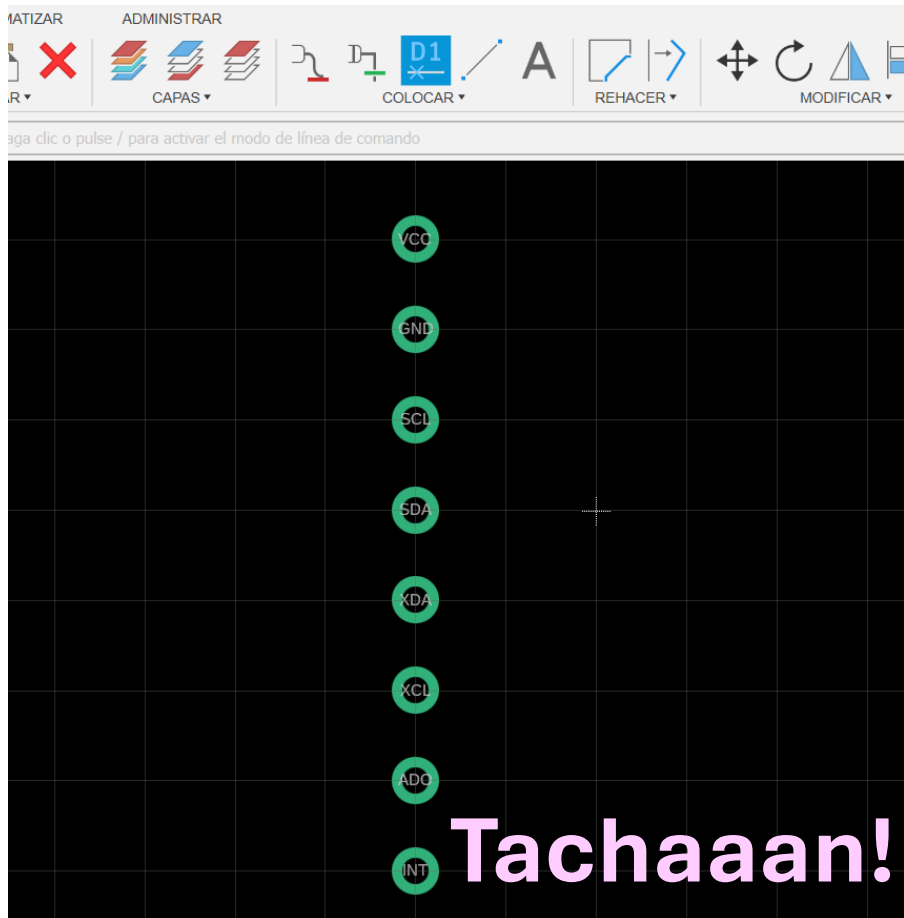 MATIZAR ADMINISTRAR
D D1 A
AR▾ CAPAS▾ COLOCAR▾ REHACER▾ MODIFICAR▾
aga clic o pulse / para activar el modo de línea de comando
VCC
GND
SCL
SDA
XDA
XCL
ADO
INT
Tachaaan!